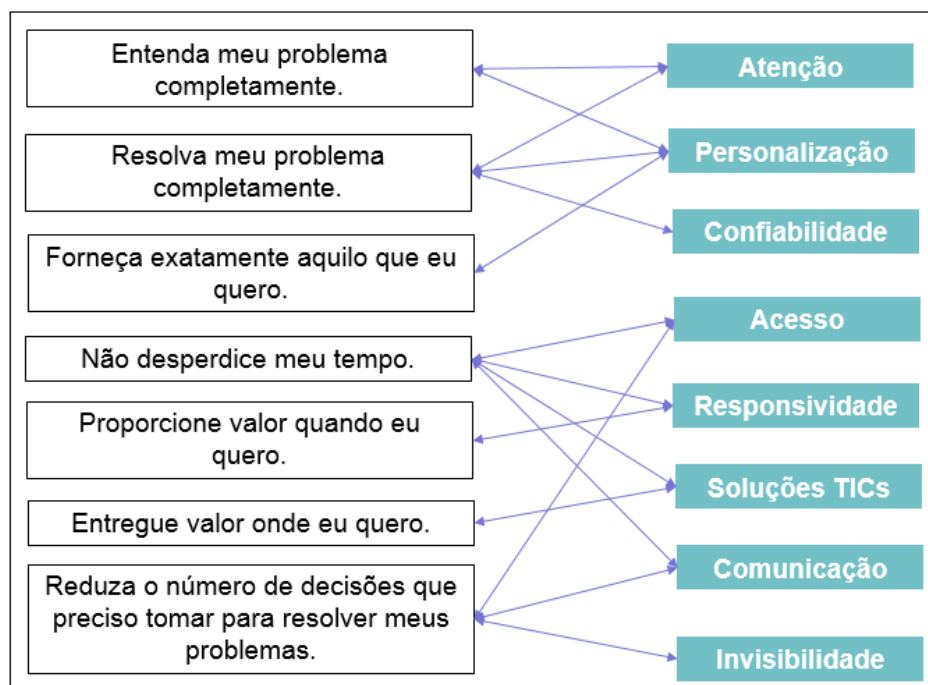 Entenda meu problema
completamente.
Atenção
Resolva meu problema
completamente.
Personalização
Confiabilidade
Forneça exatamente aquilo que eu
quero.
Acesso
Não desperdice meu tempo.
Responsividade
Proporcione valor quando eu
quero.
Soluções TICs
Entregue valor onde eu quero.
Comunicação
Reduza o número de decisões que
preciso tomar para resolver meus
problemas.
Invisibilidade